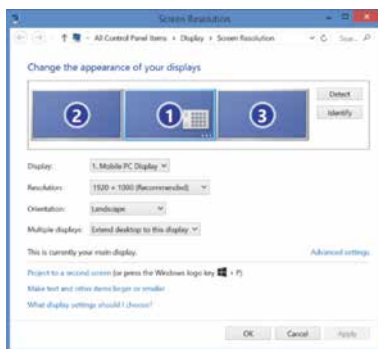 Screen Resolution
All Control Panel Items Display Screen Resolution
Change the appearance of your displays
2 1 3
Detect
Identify
Display: 1. Mobile PC Display
Resolution: 1920 × 1080 (Recommended)
Orientation: Landscape
Multiple displays: Extend desktop to this display
This is currently your main display.
Advanced settings
Project to a second screen (or press the Windows logo key + P)
Make text and other items larger or smaller
What display settings should I choose?
OK Cancel Apply